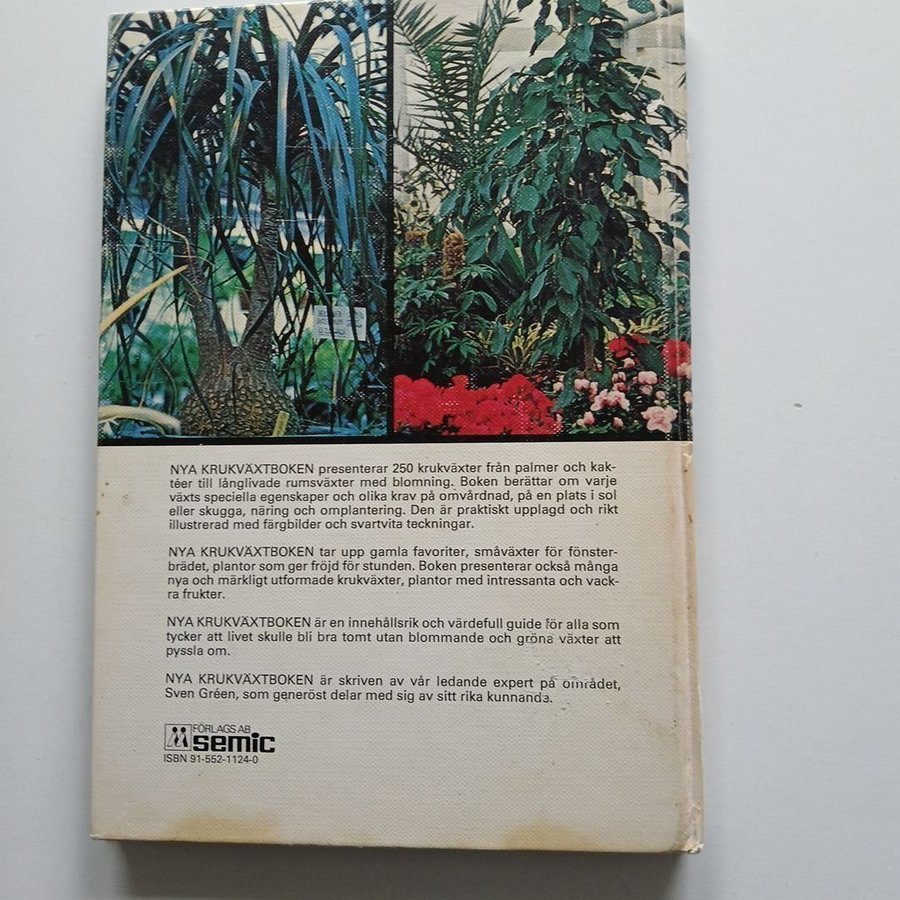 NYA KRUKVÄXTBOKEN presenterar 250 krukväxter från palmer och kak-
téer till långlivade rumsväxter med blomning. Boken berättar om varje
växts speciella egenskaper och olika krav på omvårdnad, på en plats i sol
eller skugga, näring och omplantering. Den är praktiskt upplagd och rikt
illustrerad med färgbilder och svartvita teckningar.
NYA KRUKVÄXTBOKEN tar upp gamla favoriter, småväxter för fönster-
brädet, plantor som ger fröjd för stunden. Boken presenterar också många
nya och märkligt utformade krukväxter, plantor med intressanta och vack-
ra frukter.
NYA KRUKVÄXTBOKEN är en innehållsrik och värdefull guide för alla som
tycker att livet skulle bli bra tomt utan blommande och gröna växter att
pyssla om.
NYA KRUKVÄXTBOKEN är skriven av vår ledande expert på området,
Sven Gréen, som generöst delar med sig av sitt rika kunnande.
FÖRLAGS AB
semic
ISBN 91-552-1124-0